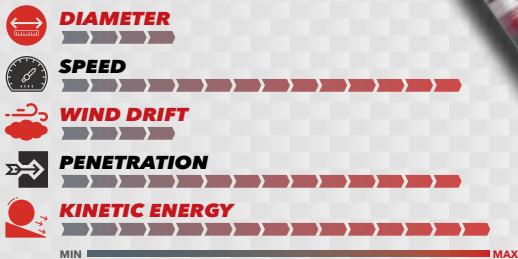 DIAMETER
SPEED
WIND DRIFT
PENETRATION
KINETIC ENERGY
MIN MAX